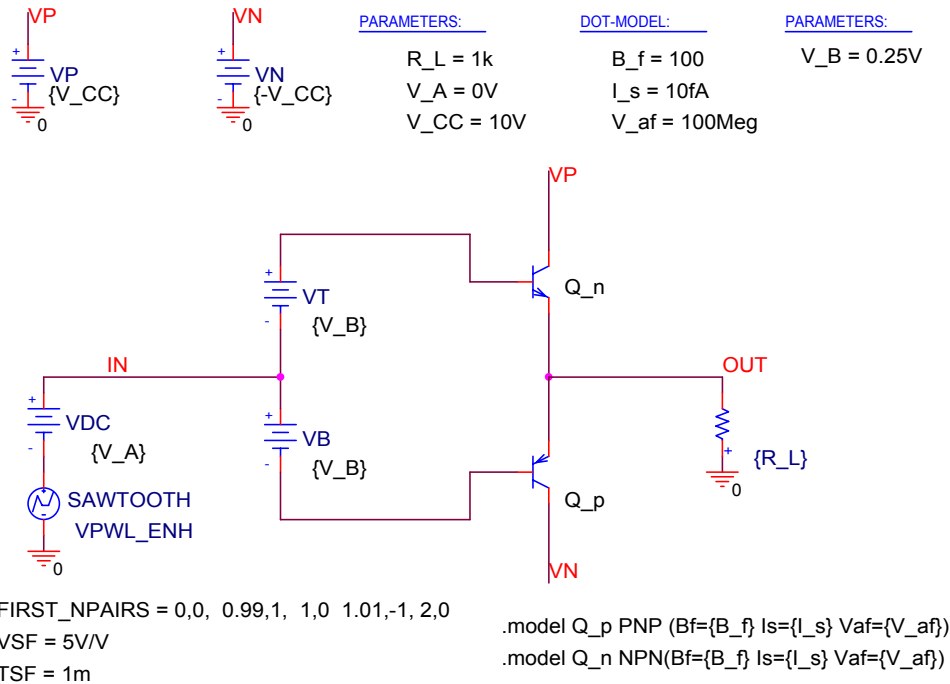 VP
VN
PARAMETERS:
DOT-MODEL:
PARAMETERS:
+
VP
{V_CC}
-
0
+
VN
{-V_CC}
-
0
R_L = 1k
V_A = 0V
V_CC = 10V
B_f = 100
I_s = 10fA
V_af = 100Meg
V_B = 0.25V
VP
+
VT
-
{V_B}
Q_n
IN
OUT
+
VDC
-
{V_A}
+
VB
-
{V_B}
+
{R_L}
0
SAWTOOTH
VPWL_ENH
+
-
0
Q_p
VN
FIRST_NPAIRS = 0,0, 0.99,1, 1,0 1.01,-1, 2,0
VSF = 5V/V
TSF = 1m
.model Q_p PNP (Bf={B_f} Is={I_s} Vaf={V_af})
.model Q_n NPN(Bf={B_f} Is={I_s} Vaf={V_af})